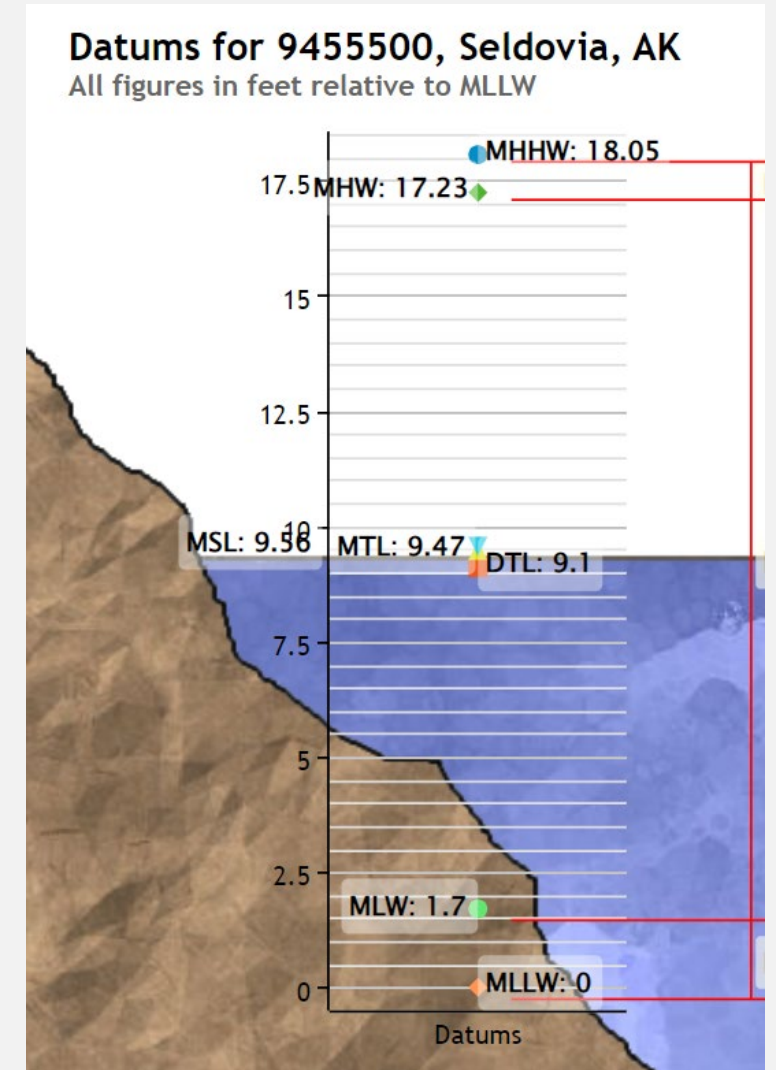 Datums for 9455500, Seldovia, AK
All figures in feet relative to MLLW
MHHW: 18.05
17.5
MHW: 17.23
15
12.5
10
MSL: 9.56
MTL: 9.47
DTL: 9.1
7.5
5
2.5
MLW: 1.7
MLLW: 0
0
Datums